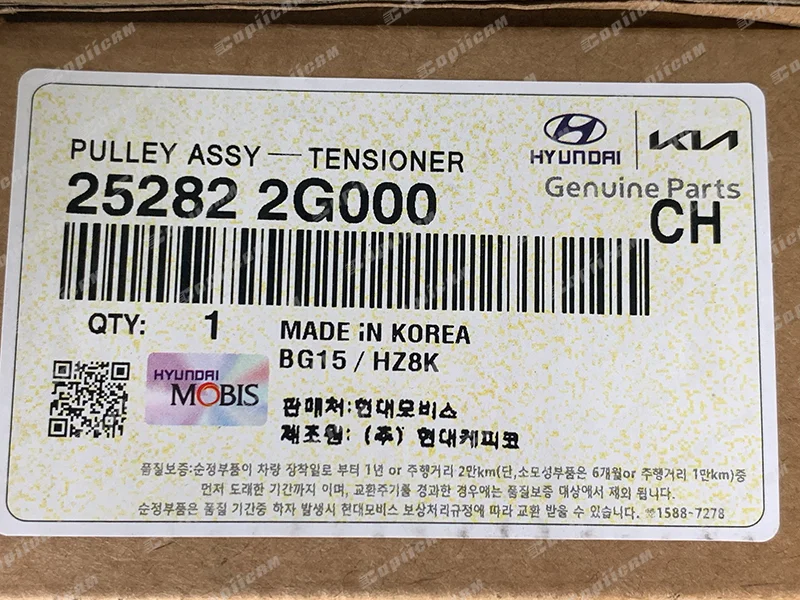 HYUNDAI
KIA
Genuine Parts
PULLEY ASSY — TENSIONER
25282 2G000
CH
QTY: 1
MADE iN KOREA
BG15 / HZ8K
HYUNDAI
MOBIS
판매처:현대모비스
제조원: (주) 현대케피코
품질보증:순정부품이 차량 장착일로 부터 1년 or 주행거리 2만km(단,소모성부품은 6개월or 주행거리 1만km)중
먼저 도래한 기간까지 이며, 교환주기를 경과한 경우에는 품질보증 대상에서 제외 됩니다.
순정부품은 품질 기간중 하자 발생시 현대모비스 보상처리규정에 따라 교환 받을 수 있습니다. ☏1588-7278
Copiicam